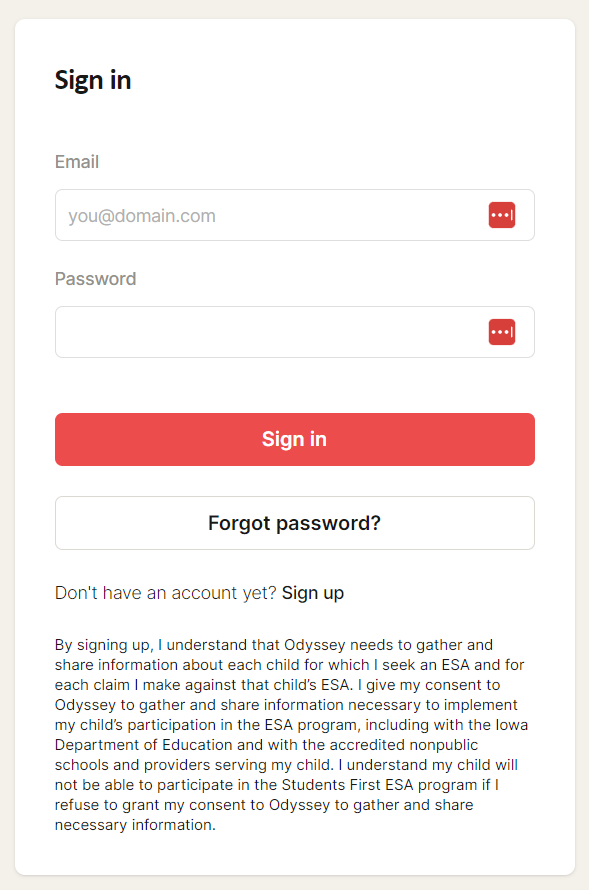 Sign in
Email
you@domain.com
Password
Sign in
Forgot password?
Don't have an account yet? Sign up
By signing up, I understand that Odyssey needs to gather and
share information about each child for which I seek an ESA and for
each claim I make against that child’s ESA. I give my consent to
Odyssey to gather and share information necessary to implement
my child’s participation in the ESA program, including with the Iowa
Department of Education and with the accredited nonpublic
schools and providers serving my child. I understand my child will
not be able to participate in the Students First ESA program if I
refuse to grant my consent to Odyssey to gather and share
necessary information.